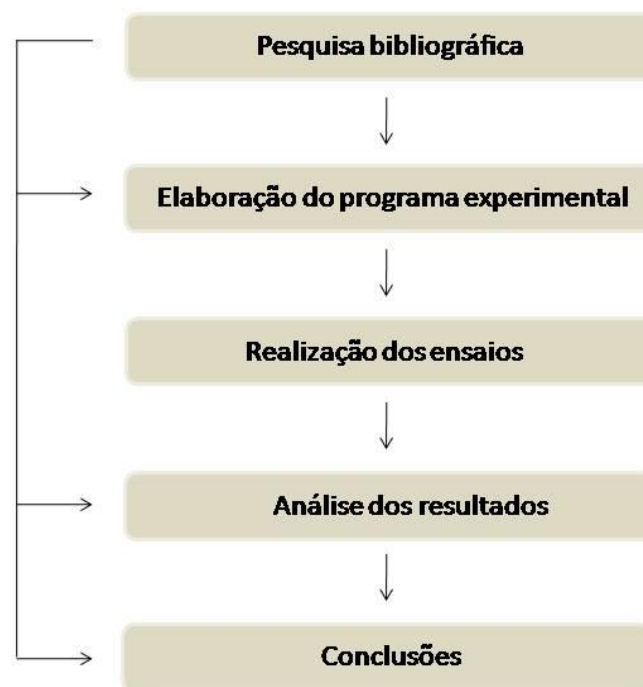 Pesquisa bibliográfica
Elaboração do programa experimental
Realização dos ensaios
Análise dos resultados
Conclusões